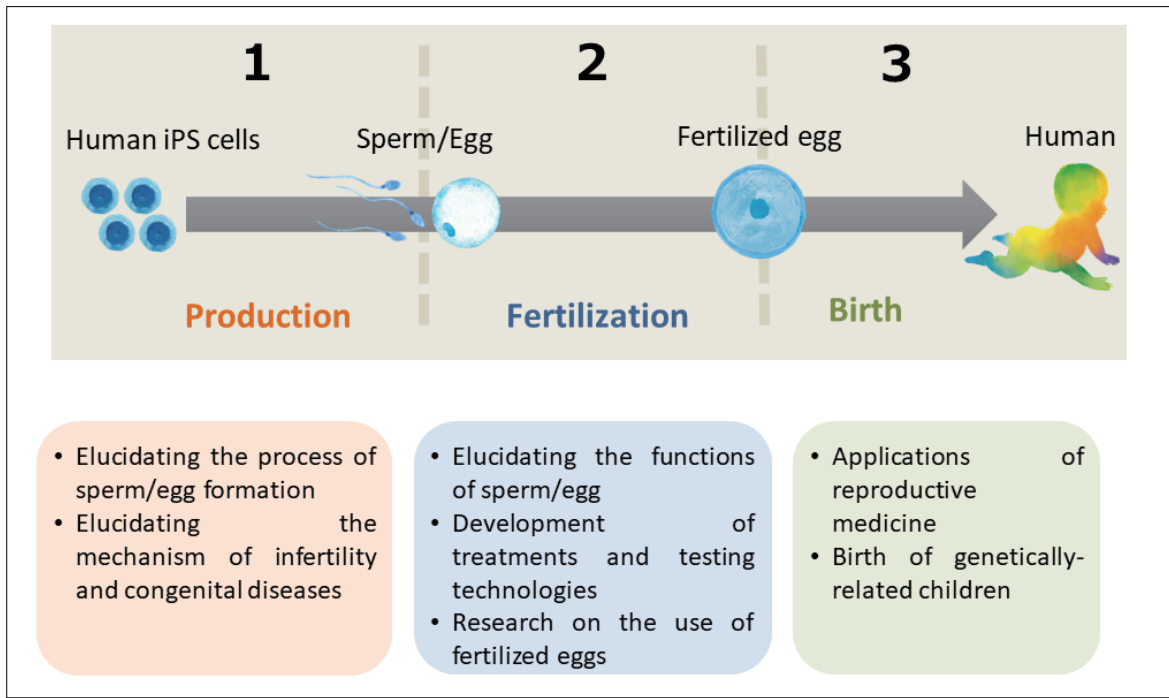 1
2
3
Human iPS cells
Sperm/Egg
Fertilized egg
Human
Production
Fertilization
Birth
• Elucidating the process of
sperm/egg formation
• Elucidating the
mechanism of infertility
and congenital diseases
• Elucidating the functions
of sperm/egg
• Development of
treatments and testing
technologies
• Research on the use of
fertilized eggs
• Applications of
reproductive
medicine
• Birth of genetically-
related children